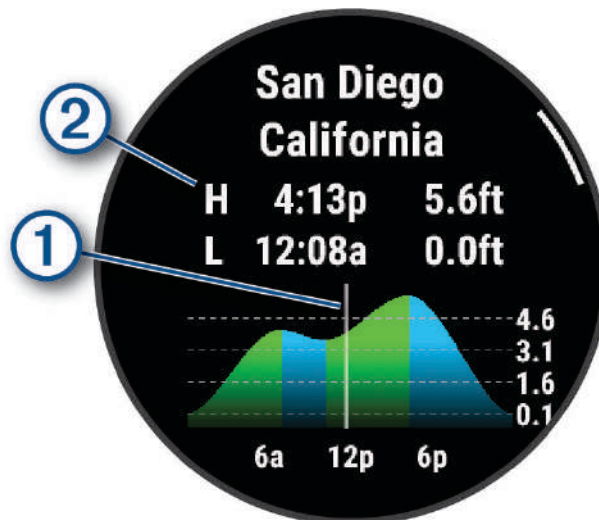 San Diego
California
2
H 4:13p 5.6ft
1
L 12:08a 0.0ft
4.6
3.1
1.6
0.1
6a 12p 6p